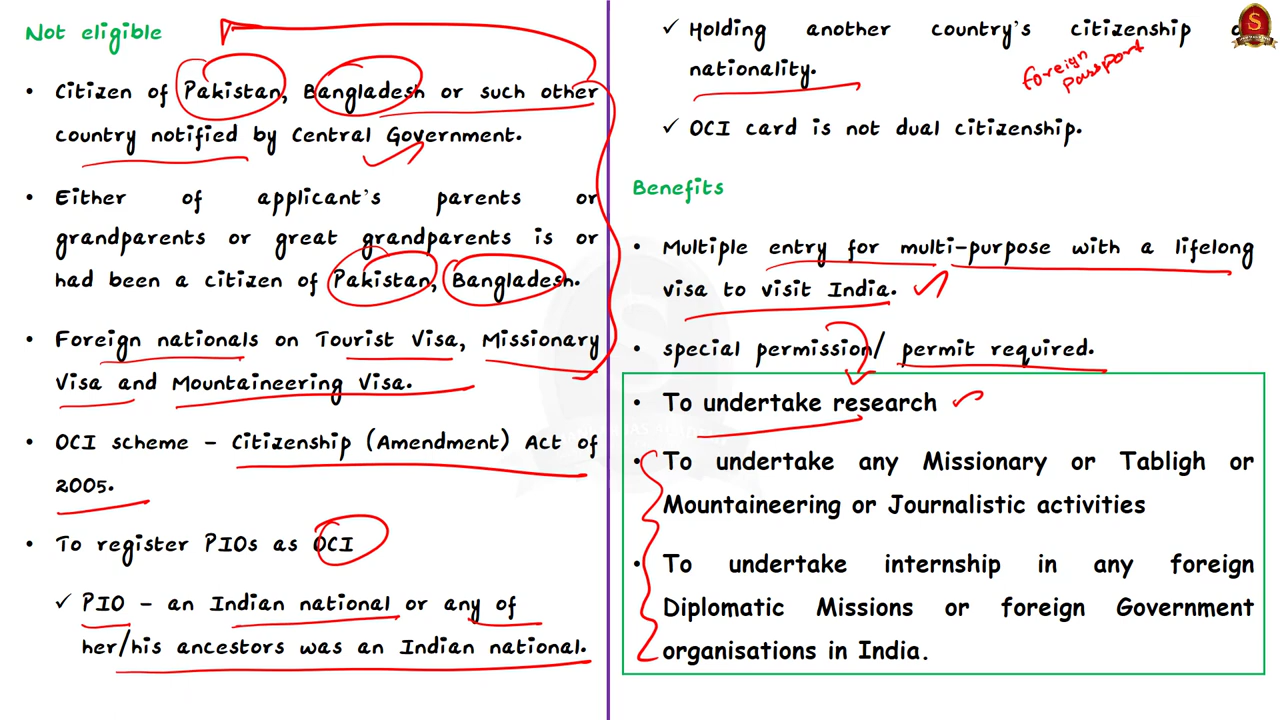 Not eligible
• Citizen of Pakistan, Bangladesh or such other
country notified by Central Government.
• Either of applicant's parents or
grandparents or great grandparents is or
had been a citizen of Pakistan, Bangladesh.
• Foreign nationals on Tourist Visa, Missionary
Visa and Mountaineering Visa.
• OCI scheme – Citizenship (Amendment) Act of
2005.
• To register PIOs as OCI
✓ PIO – an Indian national or any of
her/his ancestors was an Indian national.
✓ Holding another country's citizenship
nationality.
foreign
passport
✓ OCI card is not dual citizenship.
Benefits
• Multiple entry for multi-purpose with a lifelong
visa to visit India.
• special permission/ permit required.
• To undertake research
• To undertake any Missionary or Tabligh or
Mountaineering or Journalistic activities
• To undertake internship in any foreign
Diplomatic Missions or foreign Government
organisations in India.